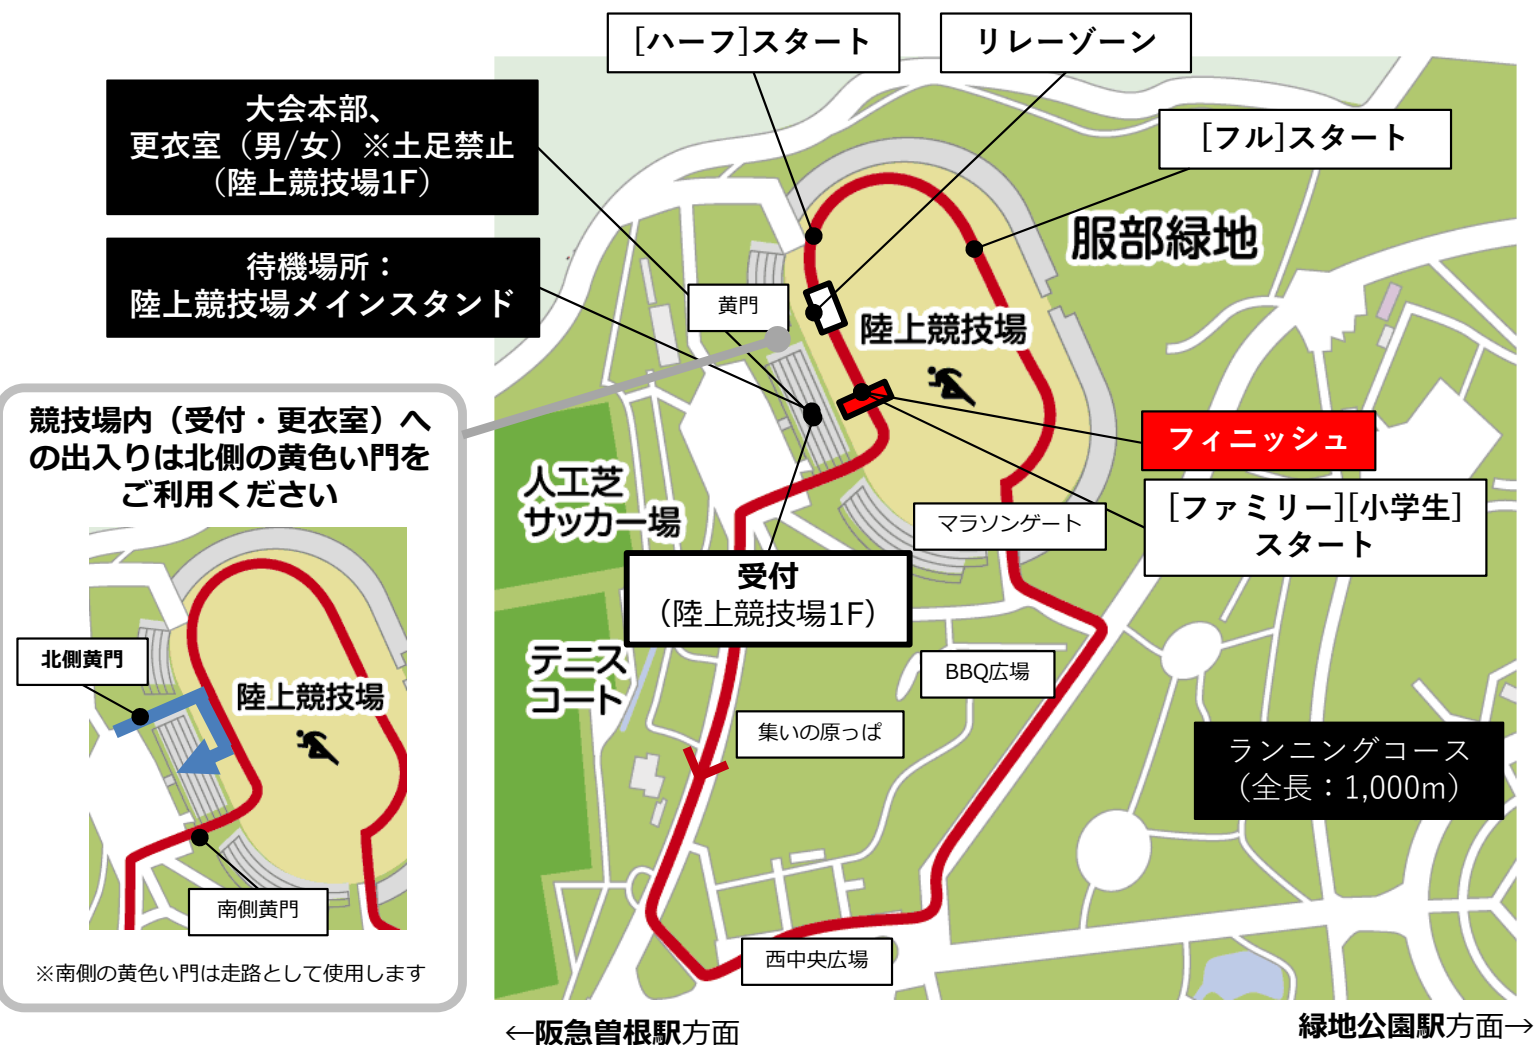 [ハーフ]スタート
リレーゾーン
大会本部、
更衣室（男/女）※土足禁止
（陸上競技場1F）
[フル]スタート
待機場所：
陸上競技場メインスタンド
服部緑地
黄門
陸上競技場
競技場内（受付・更衣室）へ
の出入りは北側の黄色い門を
ご利用ください
フィニッシュ
人工芝
サッカー場
マラソンゲート
[ファミリー][小学生]
スタート
受付
（陸上競技場1F）
北側黄門
陸上競技場
テニス
コート
BBQ広場
集いの原っぱ
ランニングコース
（全長：1,000m）
南側黄門
西中央広場
※南側の黄色い門は走路として使用します
←阪急曽根駅方面
緑地公園駅方面→